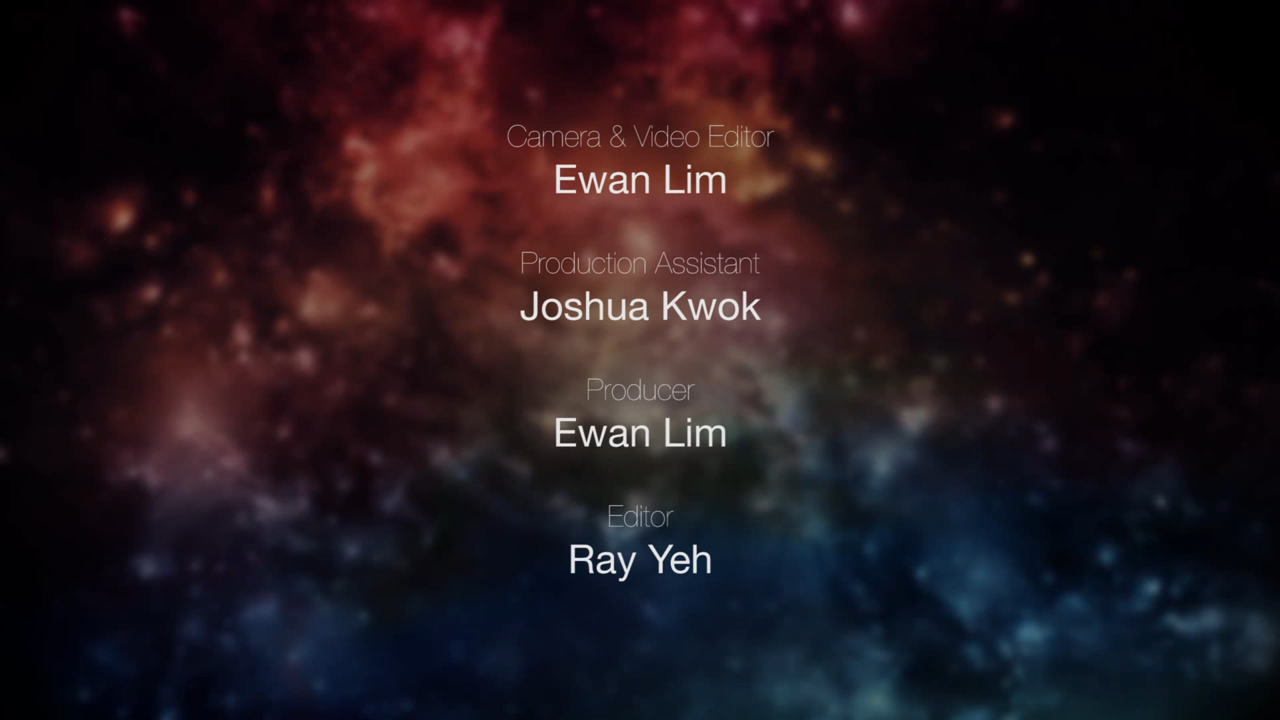 Camera & Video Editor
Ewan Lim
Production Assistant
Joshua Kwok
Producer
Ewan Lim
Editor
Ray Yeh